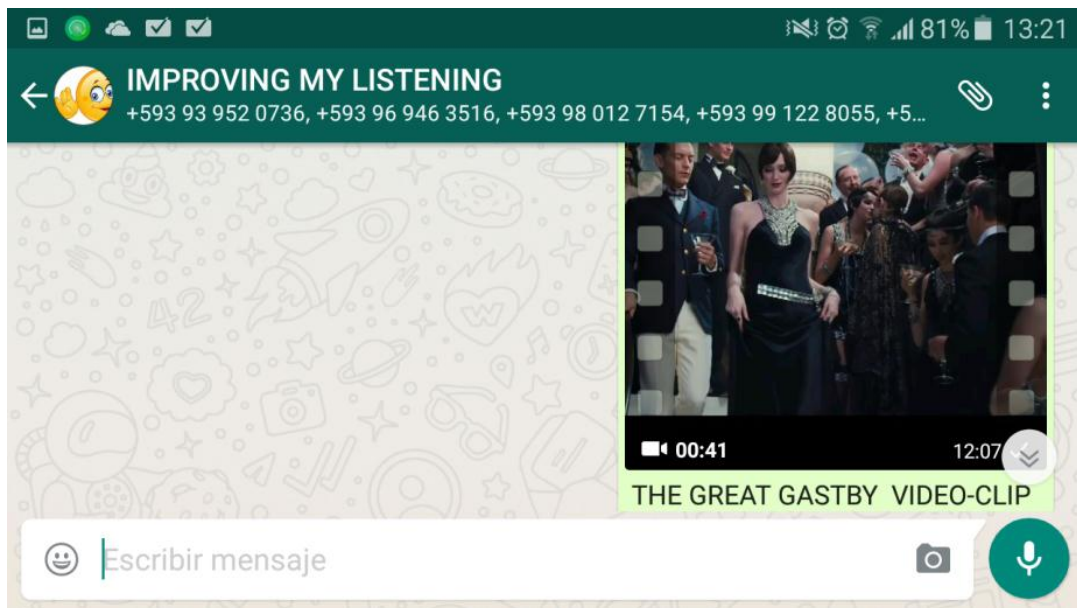 81% 13:21
IMPROVING MY LISTENING
+593 93 952 0736, +593 96 946 3516, +593 98 012 7154, +593 99 122 8055, +5…
00:41 12:07
THE GREAT GASTBY VIDEO-CLIP
Escribir mensaje